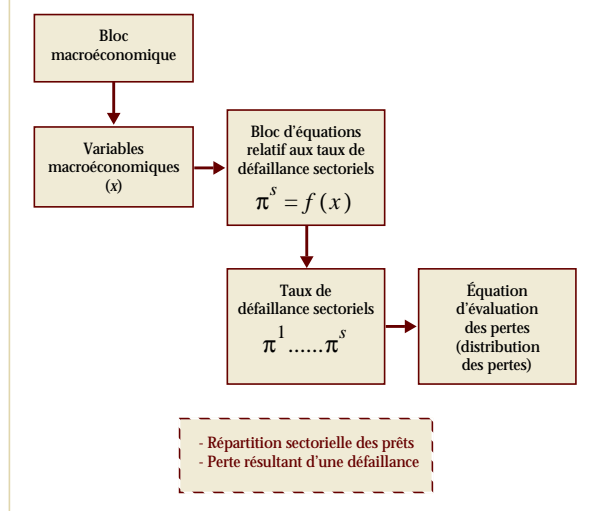 Bloc
macroéconomique
Variables
macroéconomiques
(x)
Bloc d'équations
relatif aux taux de
défaillance sectoriels
π^s = f (x)
Taux de
défaillance sectoriels
π^1 ...... π^s
Équation
d'évaluation
des pertes
(distribution
des pertes)
- Répartition sectorielle des prêts
- Perte résultant d'une défaillance